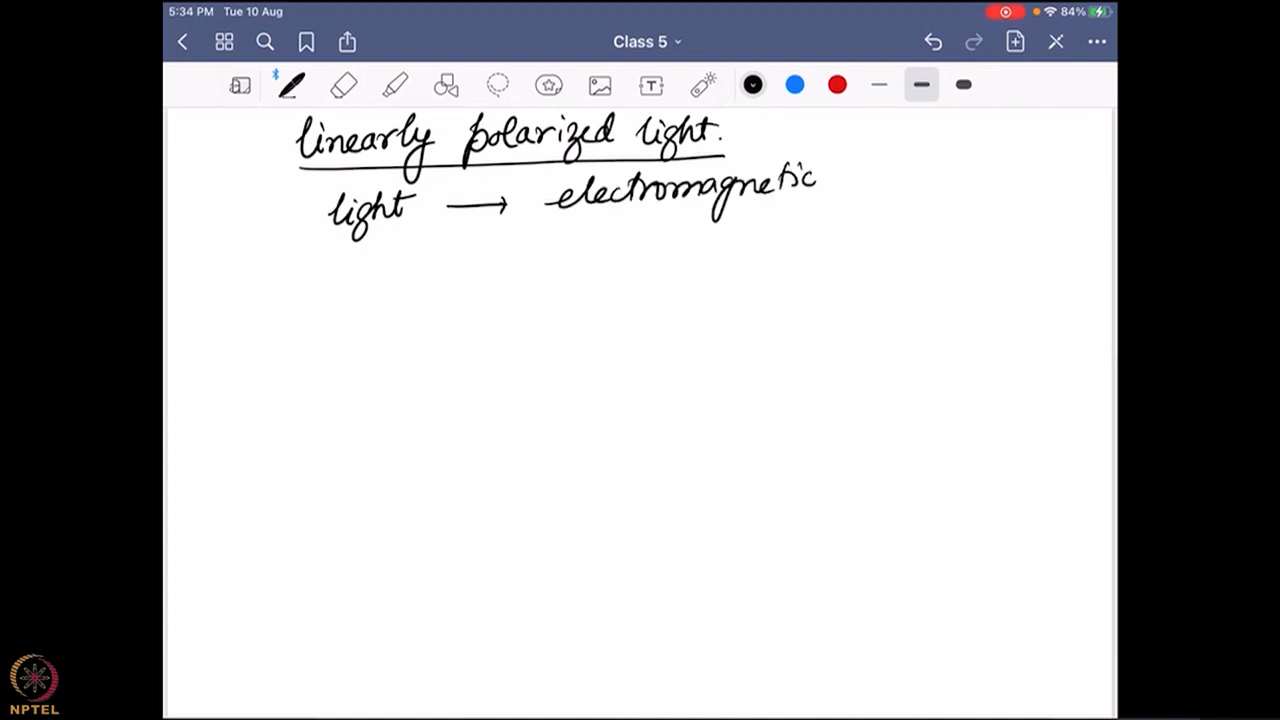 5:34 PM Tue 10 Aug
84%
Class 5
T
linearly polarized light.
light → electromagnetic
NPTEL